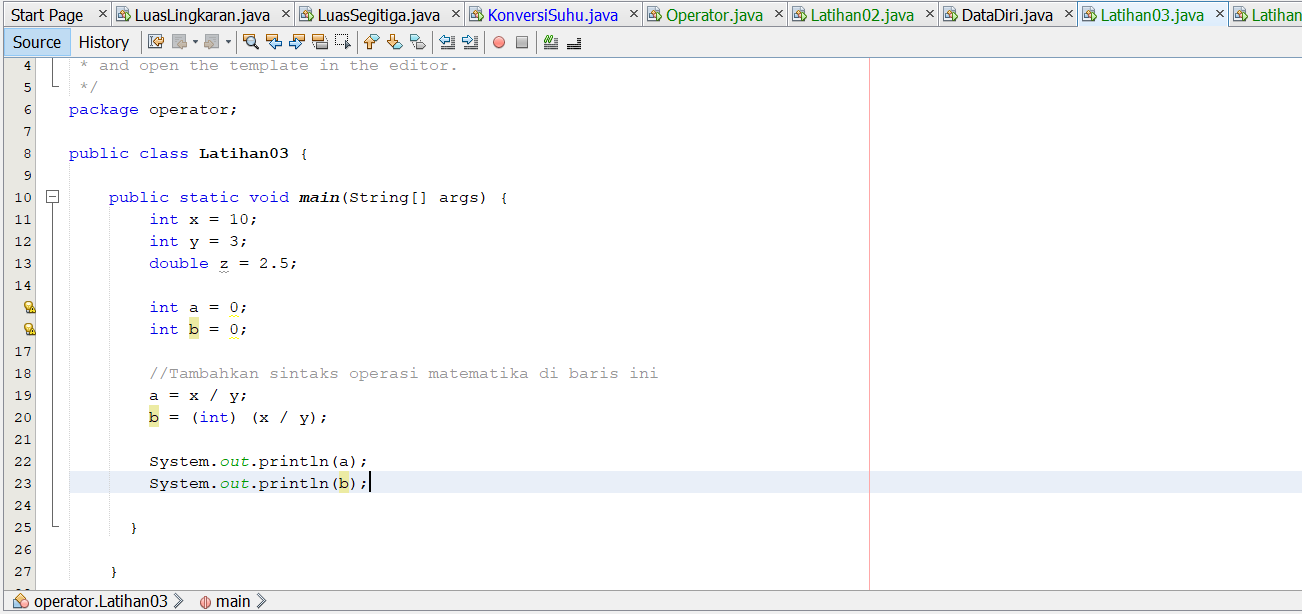 Start Page × LuasLingkaran.java × LuasSegitiga.java × KonversiSuhu.java × Operator.java × Latihan02.java × DataDiri.java × Latihan03.java × Latihan
Source History
4 * and open the template in the editor.
5 */
6 package operator;
7
8 public class Latihan03 {
9
10 public static void main(String[] args) {
11 int x = 10;
12 int y = 3;
13 double z = 2.5;
14
int a = 0;
int b = 0;
17
18 //Tambahkan sintaks operasi matematika di baris ini
19 a = x / y;
20 b = (int) (x / y);
21
22 System.out.println(a);
23 System.out.println(b);
24
25 }
26
27 }
operator.Latihan03 main